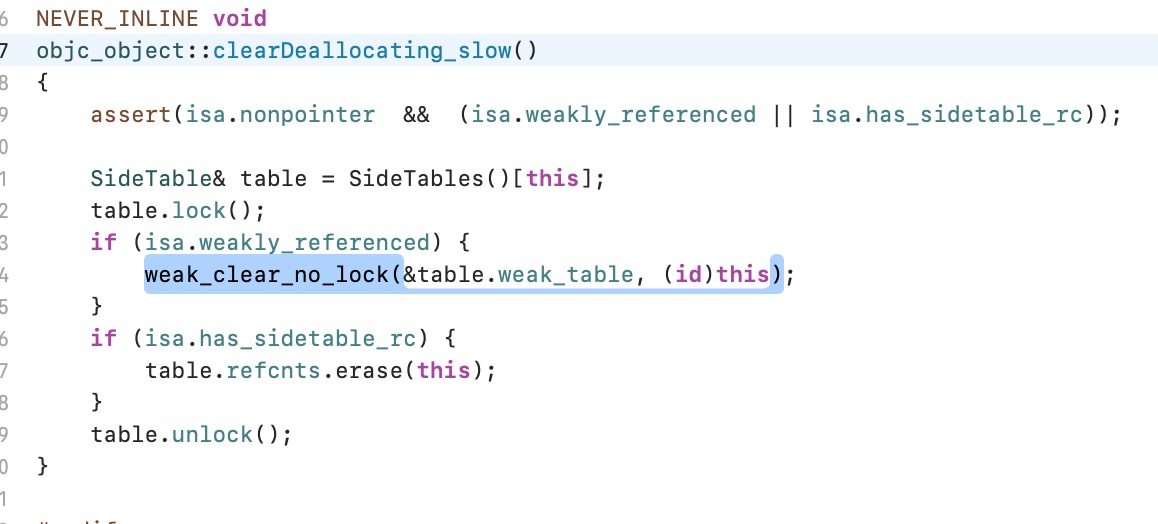 6 NEVER_INLINE void
7 objc_object::clearDeallocating_slow()
8 {
9     assert(isa.nonpointer  &&  (isa.weakly_referenced || isa.has_sidetable_rc));
0
1     SideTable& table = SideTables()[this];
2     table.lock();
3     if (isa.weakly_referenced) {
4         weak_clear_no_lock(&table.weak_table, (id)this);
5     }
6     if (isa.has_sidetable_rc) {
7         table.refcnts.erase(this);
8     }
9     table.unlock();
0 }
1